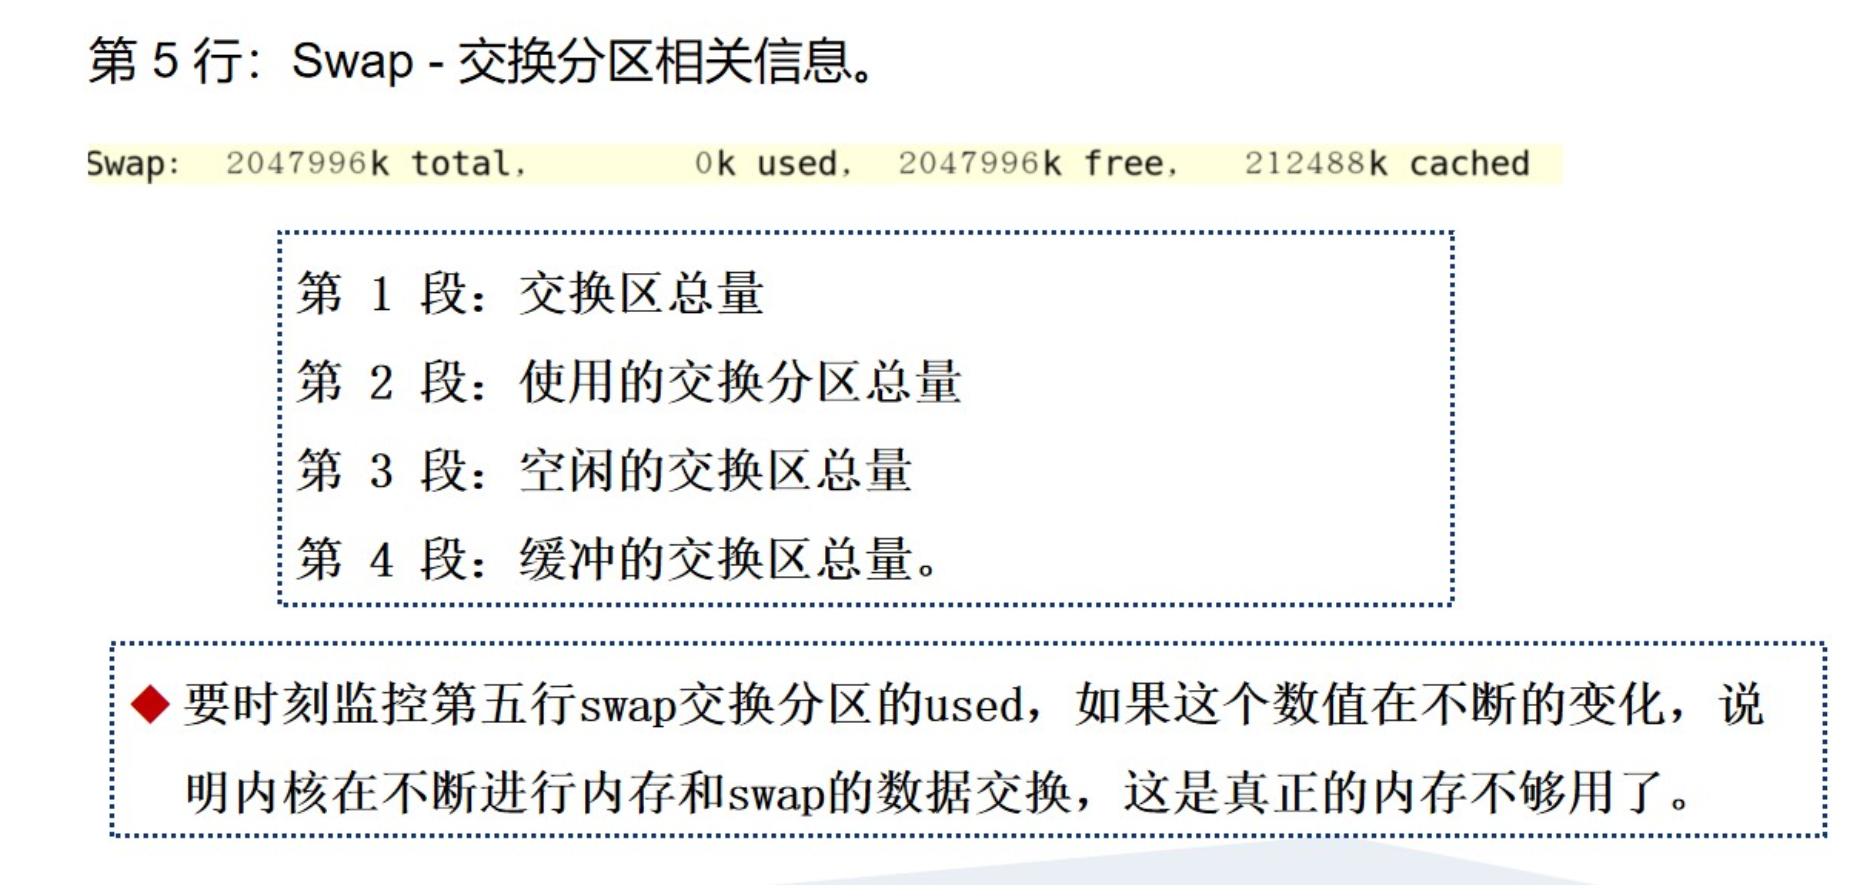 第 5 行：Swap - 交换分区相关信息。
Swap: 2047996k total, 0k used, 2047996k free, 212488k cached
第 1 段：交换区总量
第 2 段：使用的交换分区总量
第 3 段：空闲的交换区总量
第 4 段：缓冲的交换区总量。
◆ 要时刻监控第五行swap交换分区的used，如果这个数值在不断的变化，说
明内核在不断进行内存和swap的数据交换，这是真正的内存不够用了。